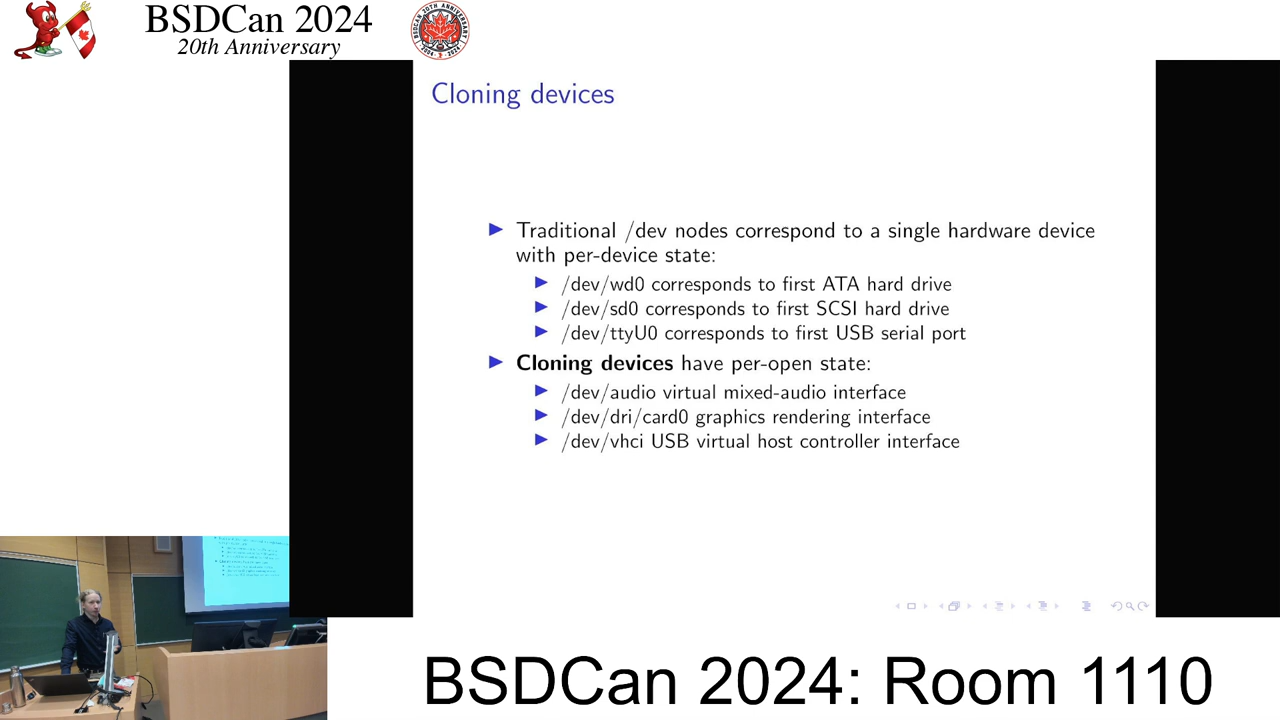 BSDCan 2024
20th Anniversary
BSDCAN 20TH ANNIVERSARY
Cloning devices
Traditional /dev nodes correspond to a single hardware device
with per-device state:
/dev/wd0 corresponds to first ATA hard drive
/dev/sd0 corresponds to first SCSI hard drive
/dev/ttyU0 corresponds to first USB serial port
Cloning devices have per-open state:
/dev/audio virtual mixed-audio interface
/dev/dri/card0 graphics rendering interface
/dev/vhci USB virtual host controller interface
BSDCan 2024: Room 1110